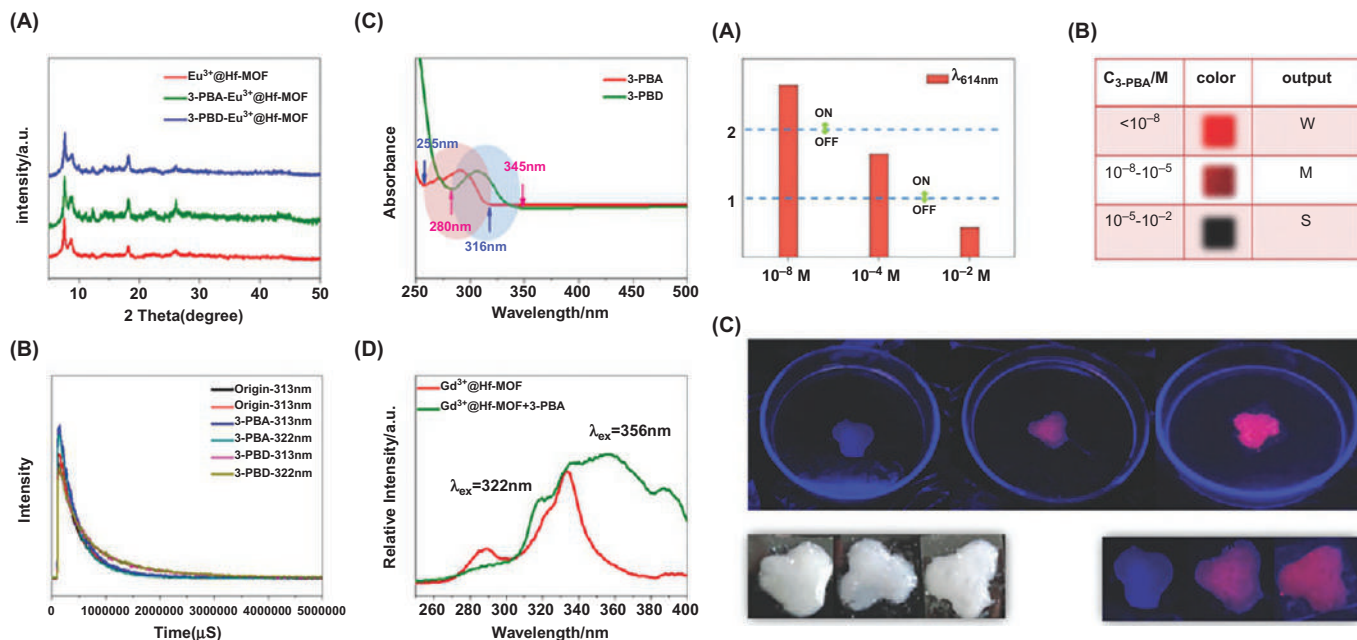 (A)
Eu³⁺@Hf-MOF
3-PBA-Eu³⁺@Hf-MOF
3-PBD-Eu³⁺@Hf-MOF
intensity/a.u.
10 20 30 40 50
2 Theta(degree)
(C)
3-PBA
3-PBD
255nm
345nm
280nm
316nm
Absorbance
250 300 350 400 450 500
Wavelength/nm
(B)
Origin-313nm
Origin-313nm
3-PBA-313nm
3-PBA-322nm
3-PBD-313nm
3-PBD-322nm
Intensity
0 10000000 20000000 3000000 4000000 5000000
Time(µS)
(D)
Gd³⁺@Hf-MOF
Gd³⁺@Hf-MOF+3-PBA
λex=356nm
λex=322nm
Relative Intensity/a.u.
260 280 300 320 340 360 380 400
Wavelength/nm
(A)
λ614nm
ON
2
OFF
ON
1
OFF
10⁻⁸ M 10⁻⁴ M 10⁻² M
(B)
C3-PBA/M color output
<10⁻⁸ W
10⁻⁸-10⁻⁵ M
10⁻⁵-10⁻² S
(C)